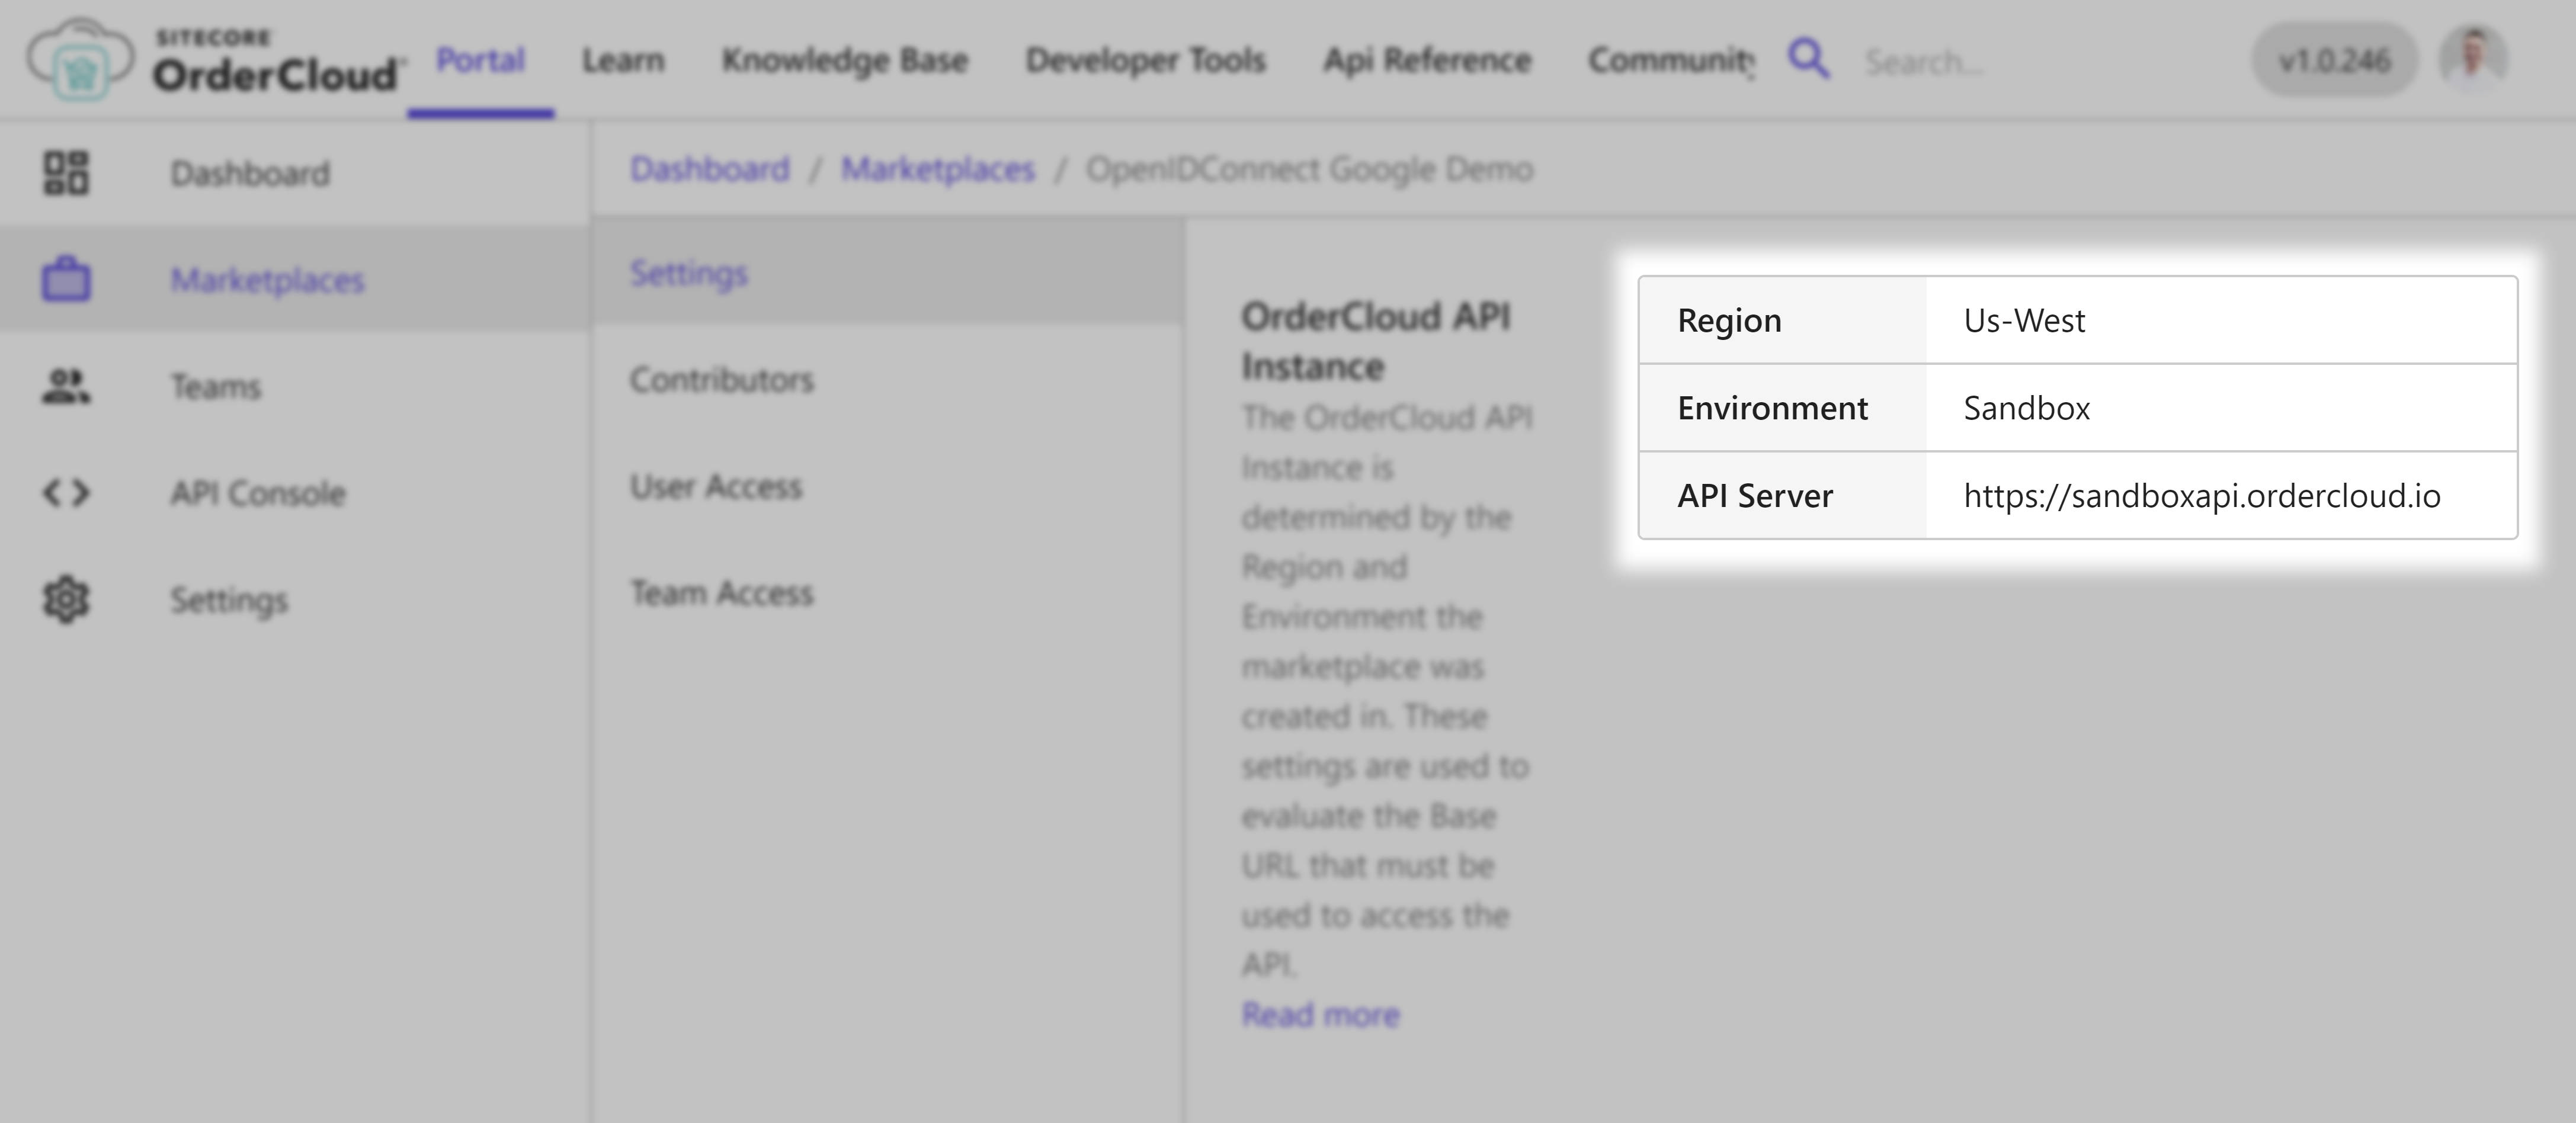 SITECORE
OrderCloud
Portal
Learn
Knowledge Base
Developer Tools
Api Reference
Community
Search...
v1.0.246
Dashboard
Marketplaces
Teams
API Console
Settings
Dashboard / Marketplaces / OpenIDConnect Google Demo
Settings
Contributors
User Access
Team Access
OrderCloud API
Instance
The OrderCloud API
Instance is
determined by the
Region and
Environment the
marketplace was
created in. These
settings are used to
evaluate the Base
URL that must be
used to access the
API.
Read more
Region Us-West
Environment Sandbox
API Server https://sandboxapi.ordercloud.io